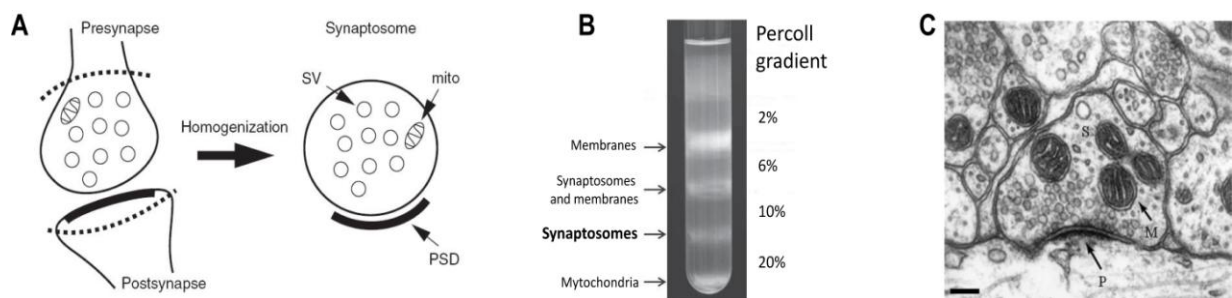 A
Presynapse
Homogenization
Postsynapse
Synaptosome
SV
mito
PSD
B
Percoll
gradient
2%
6%
10%
20%
Membranes
Synaptosomes
and membranes
Synaptosomes
Mytochondria
C
S
M
P